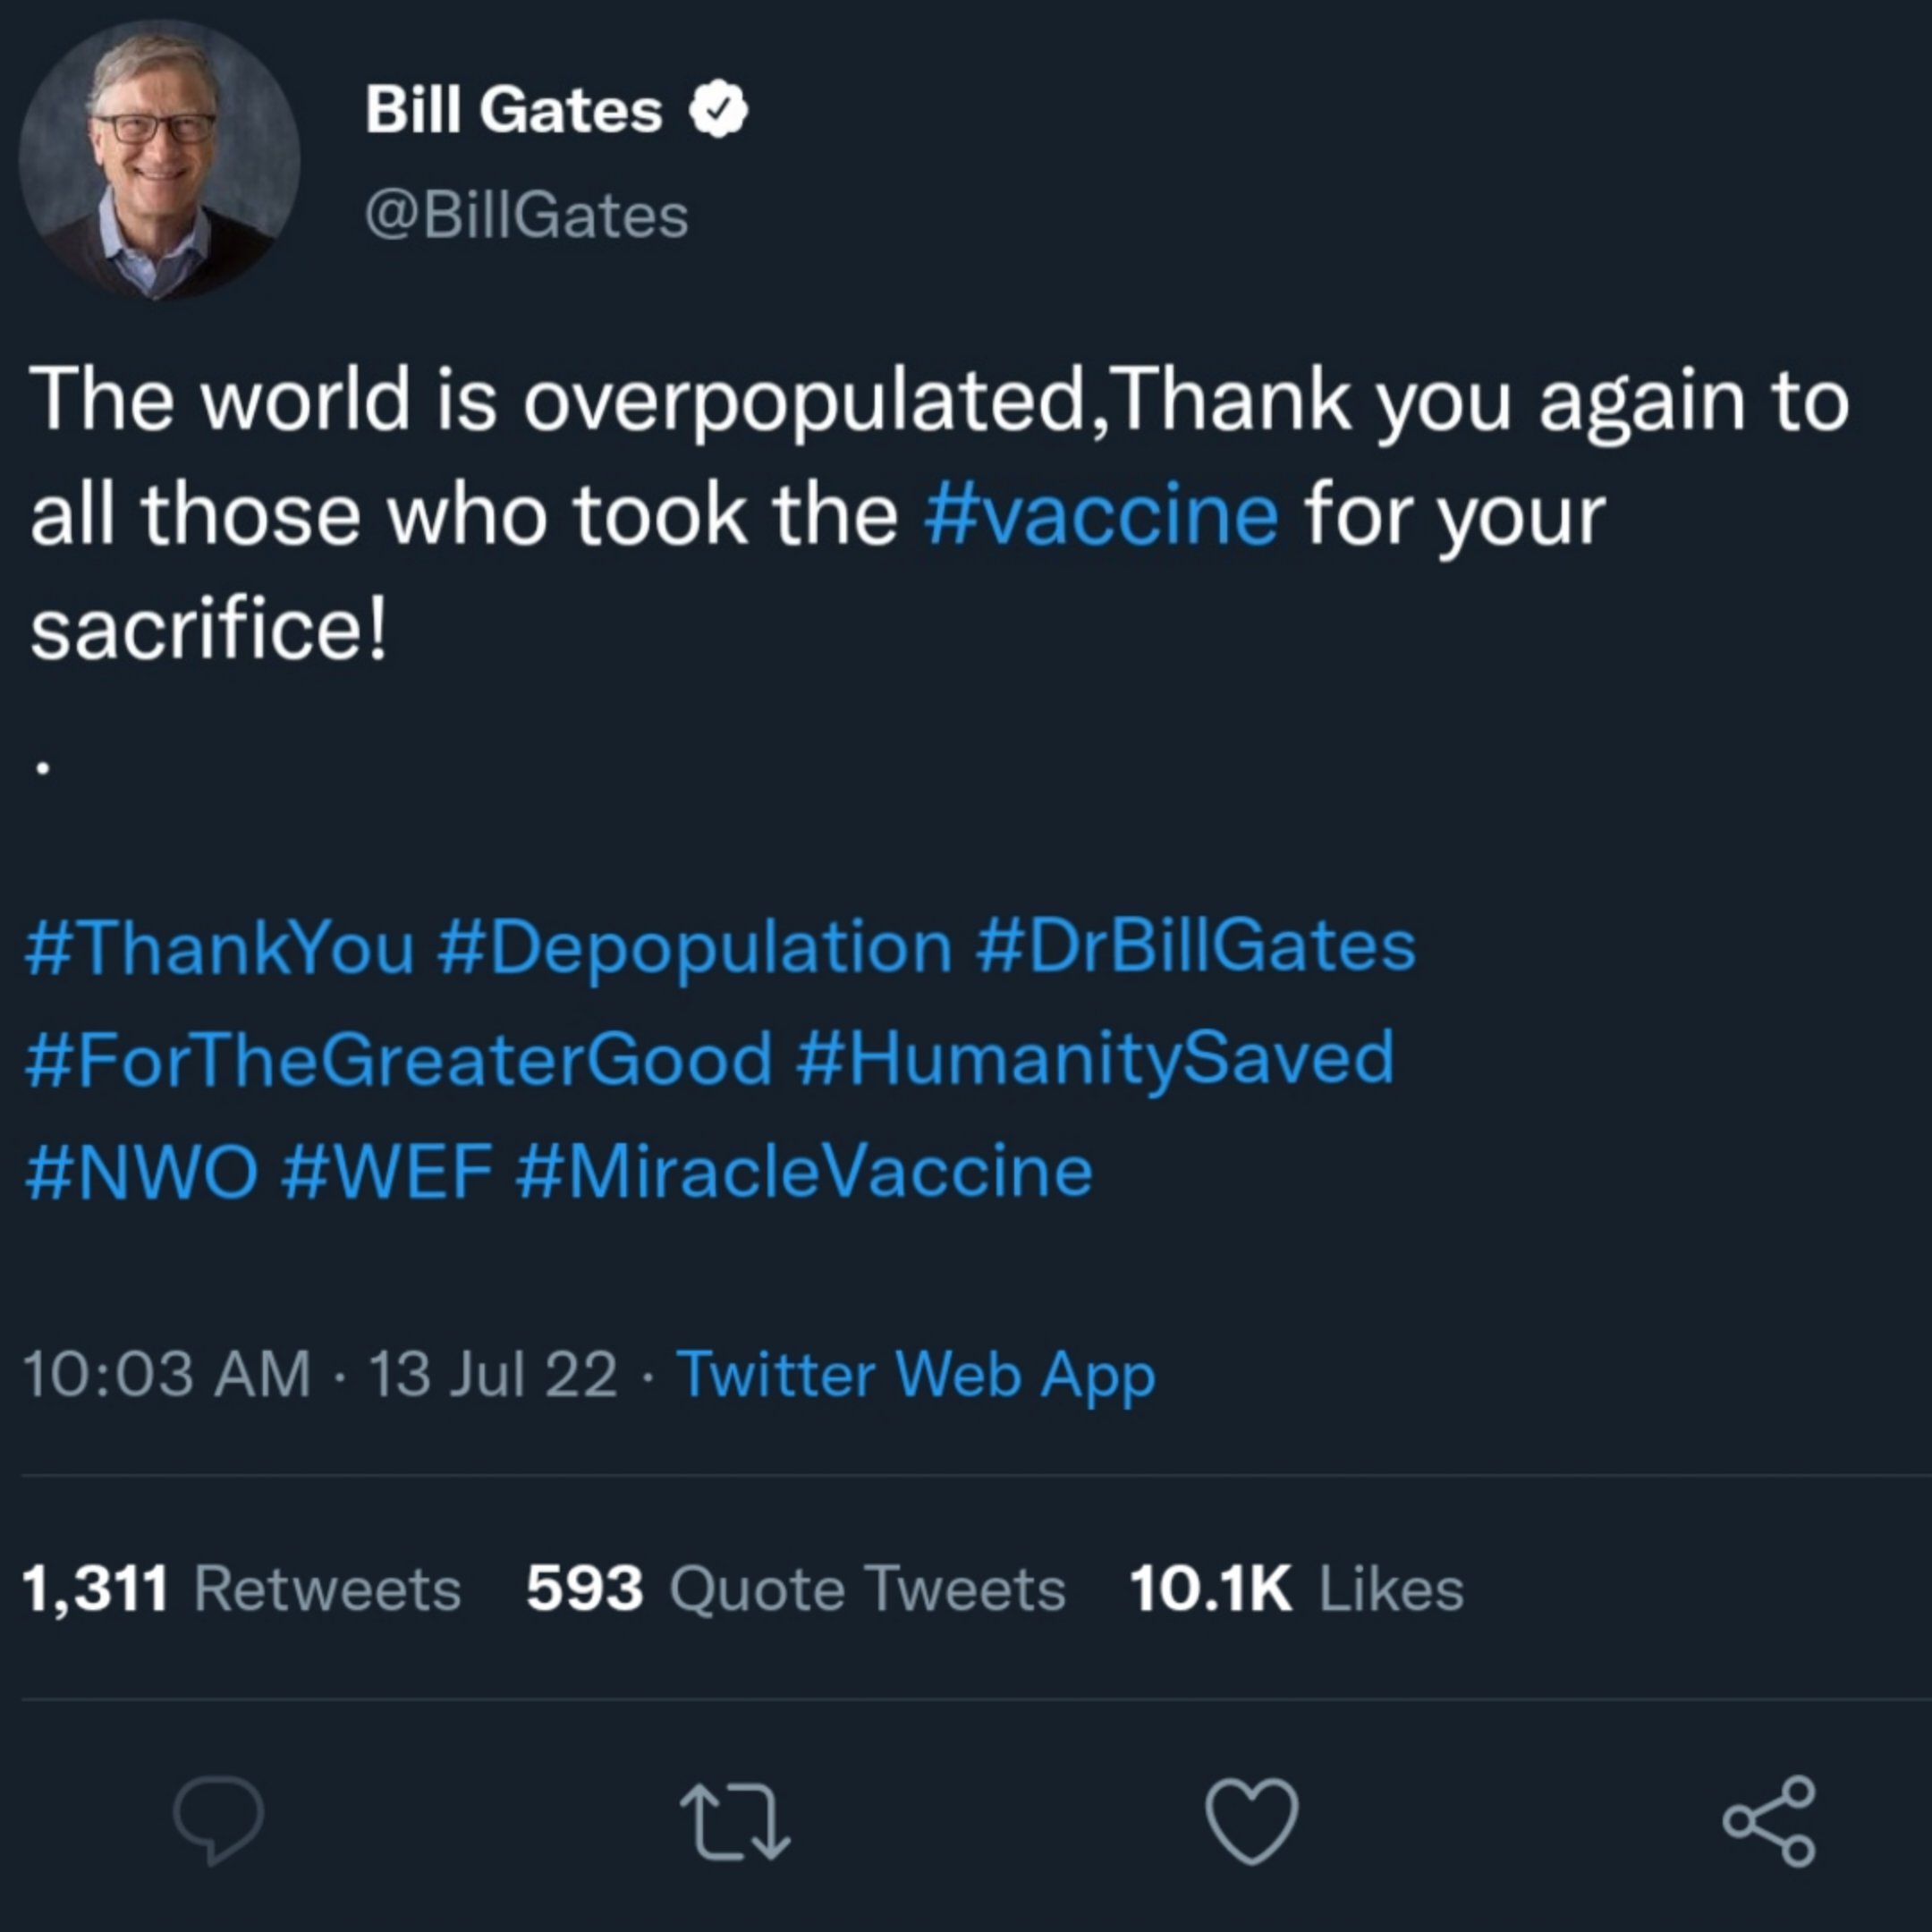 Bill Gates
@BillGates
The world is overpopulated,Thank you again to
all those who took the #vaccine for your
sacrifice!
.
#ThankYou #Depopulation #DrBillGates
#ForTheGreaterGood #HumanitySaved
#NWO #WEF #MiracleVaccine
10:03 AM · 13 Jul 22 · Twitter Web App
1,311 Retweets 593 Quote Tweets 10.1K Likes